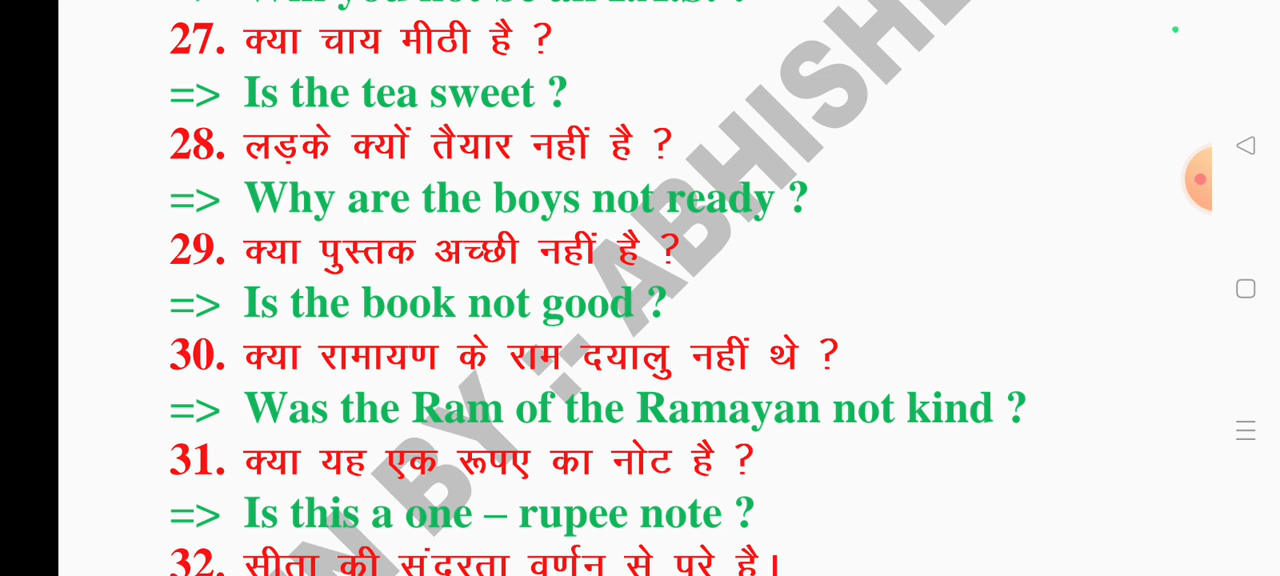 27. क्या चाय मीठी है ?
=> Is the tea sweet ?
28. लड़के क्यों तैयार नहीं है ?
=> Why are the boys not ready ?
29. क्या पुस्तक अच्छी नहीं है ?
=> Is the book not good ?
30. क्या रामायण के राम दयालु नहीं थे ?
=> Was the Ram of the Ramayan not kind ?
31. क्या यह एक रूपए का नोट है ?
=> Is this a one – rupee note ?
32. सीता की सुंदरता वर्णन से परे है।
BY :- ABHISHE